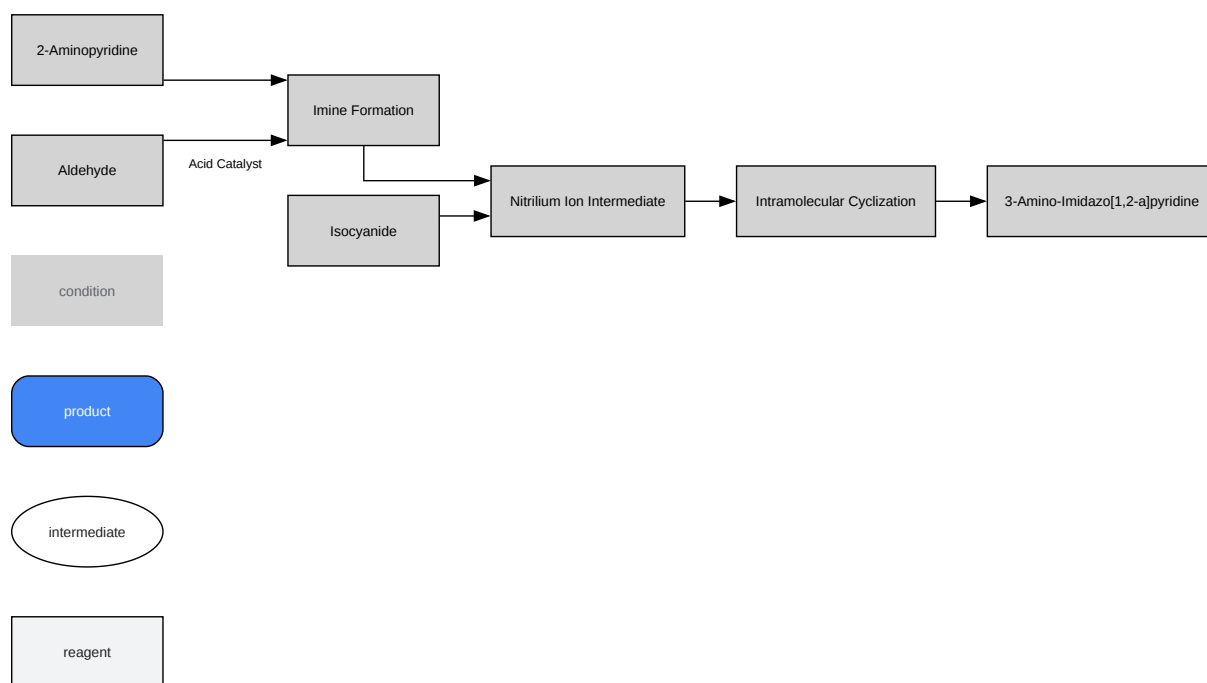 2-Aminopyridine
Aldehyde
Acid Catalyst
Imine Formation
Isocyanide
Nitrilium Ion Intermediate
Intramolecular Cyclization
3-Amino-Imidazo[1,2-a]pyridine
condition
product
intermediate
reagent